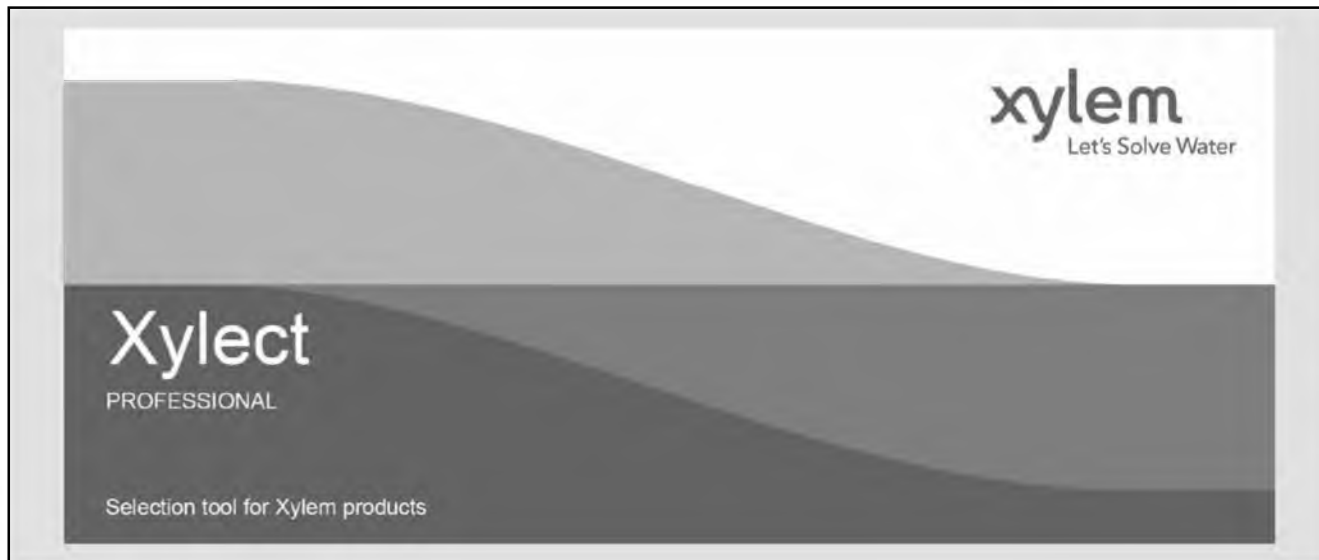 xylem
Let's Solve Water
Xylect
PROFESSIONAL
Selection tool for Xylem products